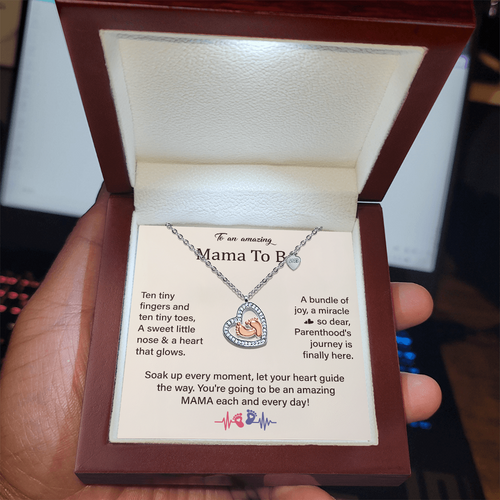 To an amazing
Mama To B
Ten tiny
fingers and
ten tiny toes,
A sweet little
nose & a heart
that glows.
A bundle of
joy, a miracle
so dear,
Parenthood's
journey is
finally here.
Soak up every moment, let your heart guide
the way. You're going to be an amazing
MAMA each and every day!